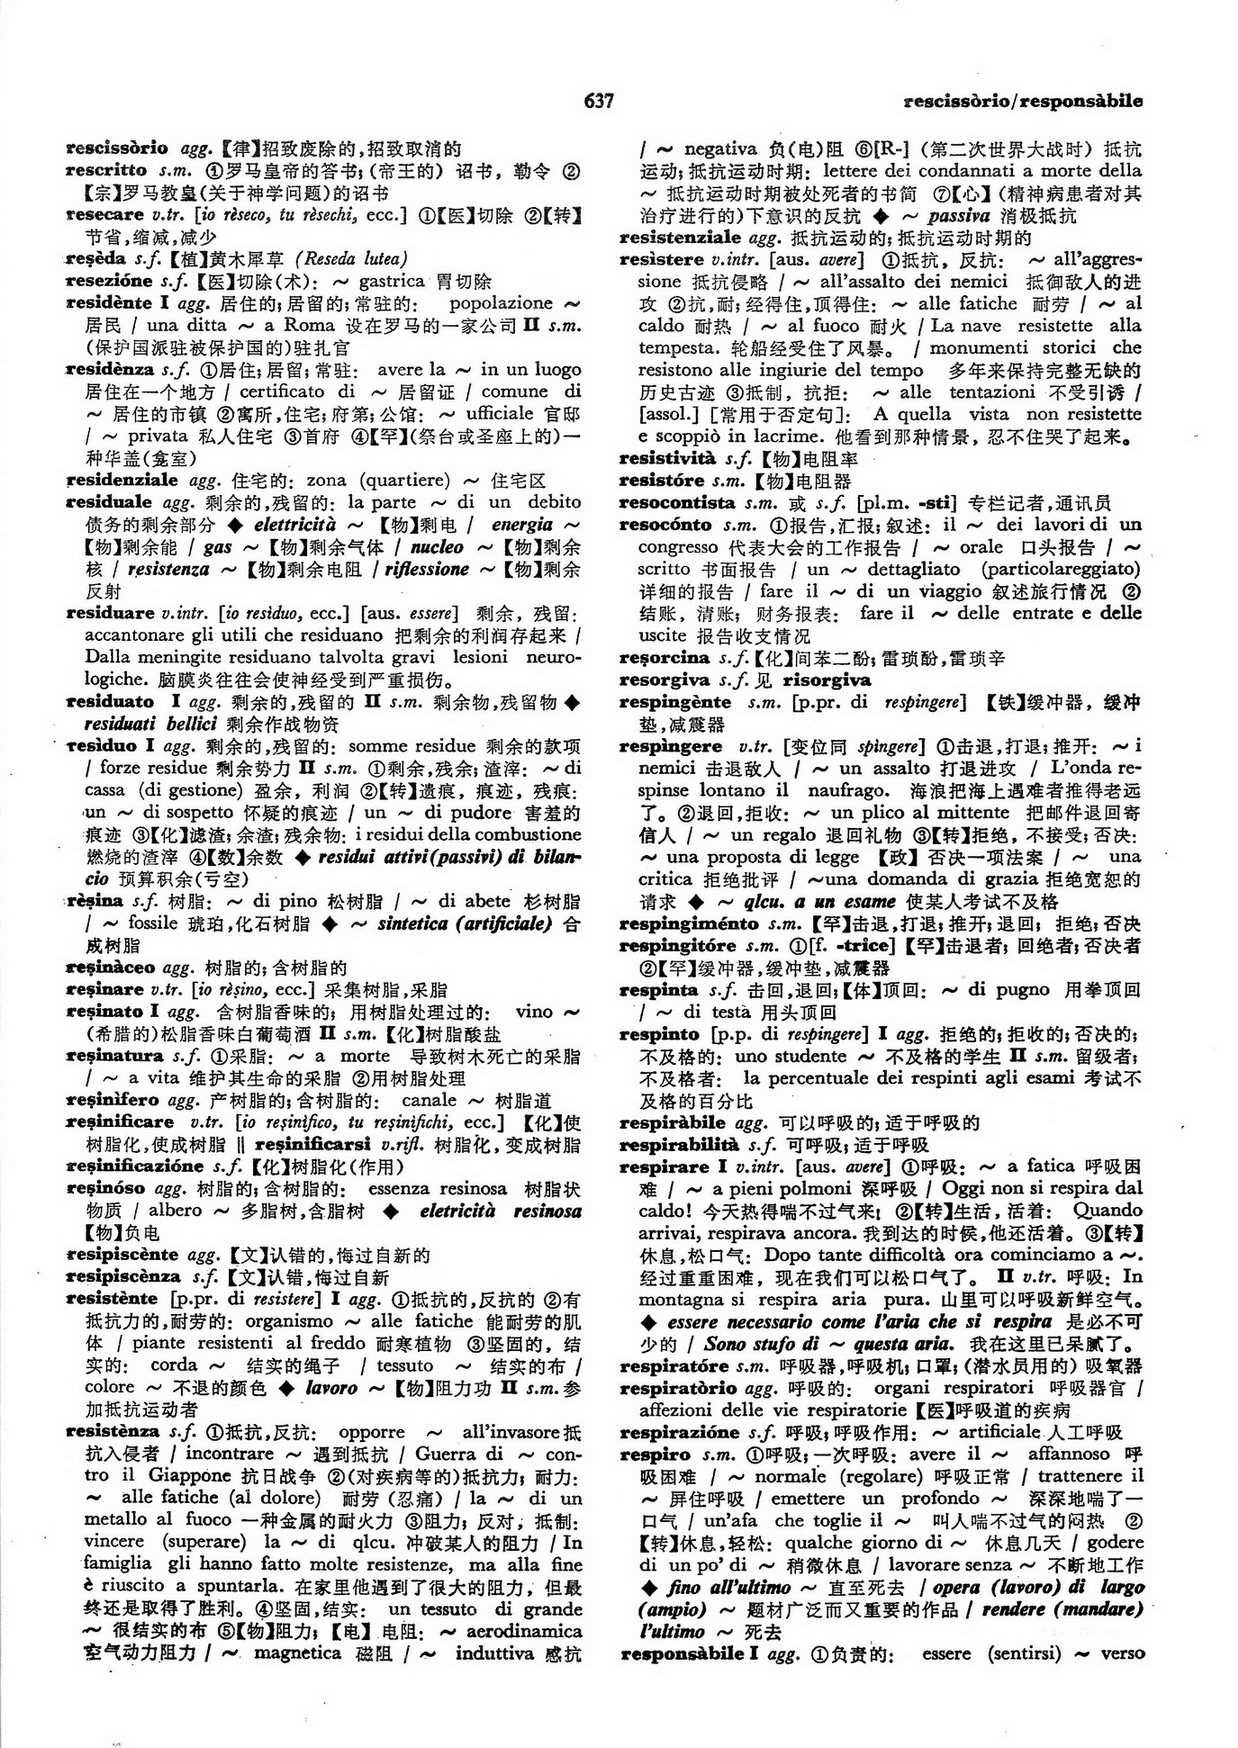 637
rescissòrio/responsàbile
rescissòrio agg. 【律】招致废除的,招致取消的
rescritto s.m. ①罗马皇帝的答书;(帝王的) 诏书, 勒令 ②
【宗】罗马教皇(关于神学问题)的诏书
resecare v.tr. [io rèseco, tu rèsechi, ecc.] ①【医】切除 ②【转】
节省,缩减,减少
reṣèda s.f. 【植】黄木犀草 (Reseda lutea)
resezióne s.f. 【医】切除(术): ～ gastrica 胃切除
residènte I agg. 居住的;居留的;常驻的: popolazione ～
居民 / una ditta ～ a Roma 设在罗马的一家公司 II s.m.
(保护国派驻被保护国的)驻扎官
residènza s.f. ①居住;居留;常驻: avere la ～ in un luogo
居住在一个地方 / certificato di ～ 居留证 / comune di
～ 居住的市镇 ②寓所,住宅;府第;公馆: ～ ufficiale 官邸
/ ～ privata 私人住宅 ③首府 ④【罕】(祭台或圣座上的)一
种华盖(龛室)
residenziale agg. 住宅的: zona (quartiere) ～ 住宅区
residuale agg. 剩余的,残留的: la parte ～ di un debito
债务的剩余部分 ◆ elettricità ～ 【物】剩电 / energia ～
【物】剩余能 / gas ～ 【物】剩余气体 / nucleo ～ 【物】剩余
核 / resistenza ～ 【物】剩余电阻 / riflessione ～ 【物】剩余
反射
residuare v.intr. [io resìduo, ecc.] [aus. essere] 剩余, 残留:
accantonare gli utili che residuano 把剩余的利润存起来 /
Dalla meningite residuano talvolta gravi lesioni neuro-
logiche. 脑膜炎往往会使神经受到严重损伤。
residuato I agg. 剩余的,残留的 II s.m. 剩余物,残留物 ◆
residuati bellici 剩余作战物资
resìduo I agg. 剩余的,残留的: somme residue 剩余的款项
/ forze residue 剩余势力 II s.m. ①剩余,残余;渣滓: ～ di
cassa (di gestione) 盈余, 利润 ②【转】遗痕, 痕迹, 残痕:
un ～ di sospetto 怀疑的痕迹 / un ～ di pudore 害羞的
痕迹 ③【化】滤渣;余渣;残余物: i residui della combustione
燃烧的渣滓 ④【数】余数 ◆ residui attivi(passivi) di bilan-
cio 预算积余(亏空)
rèṣina s.f. 树脂: ～ di pino 松树脂 / ～ di abete 杉树脂
/ ～ fossile 琥珀,化石树脂 ◆ ～ sintetica (artificiale) 合
成树脂
reṣinàceo agg. 树脂的;含树脂的
reṣinare v.tr. [io rèṣino, ecc.] 采集树脂,采脂
reṣinato I agg. 含树脂香味的; 用树脂处理过的: vino ～
(希腊的)松脂香味白葡萄酒 II s.m. 【化】树脂酸盐
reṣinatura s.f. ①采脂: ～ a morte 导致树木死亡的采脂
/ ～ a vita 维护其生命的采脂 ②用树脂处理
reṣinìfero agg. 产树脂的;含树脂的: canale ～ 树脂道
reṣinificare v.tr. [io reṣinìfico, tu reṣinìfichi, ecc.] 【化】使
树脂化,使成树脂 ‖ reṣinificarsi v.rifl. 树脂化, 变成树脂
reṣinificazióne s.f. 【化】树脂化(作用)
reṣinóso agg. 树脂的;含树脂的: essenza resinosa 树脂状
物质 / albero ～ 多脂树,含脂树 ◆ eletricità resinosa
【物】负电
resipiscènte agg. 【文】认错的,悔过自新的
resipiscènza s.f. 【文】认错,悔过自新
resistènte [p.pr. di resistere] I agg. ①抵抗的,反抗的 ②有
抵抗力的,耐劳的: organismo ～ alle fatiche 能耐劳的肌
体 / piante resistenti al freddo 耐寒植物 ③坚固的, 结
实的: corda ～ 结实的绳子 / tessuto ～ 结实的布 /
colore ～ 不退的颜色 ◆ lavoro ～ 【物】阻力功 II s.m. 参
加抵抗运动者
resistènza s.f. ①抵抗,反抗: opporre ～ all'invasore 抵
抗入侵者 / incontrare ～ 遇到抵抗 / Guerra di ～ con-
tro il Giappone 抗日战争 ②(对疾病等的)抵抗力; 耐力:
～ alle fatiche (al dolore) 耐劳 (忍痛) / la ～ di un
metallo al fuoco 一种金属的耐火力 ③阻力; 反对, 抵制:
vincere (superare) la ～ di qlcu. 冲破某人的阻力 / In
famiglia gli hanno fatto molte resistenze, ma alla fine
è riuscito a spuntarla. 在家里他遇到了很大的阻力, 但最
终还是取得了胜利。④坚固,结实: un tessuto di grande
～ 很结实的布 ⑤【物】阻力; 【电】 电阻: ～ aerodinamica
空气动力阻力 / ～ magnetica 磁阻 / ～ induttiva 感抗
/ ～ negativa 负(电)阻 ⑥[R-] (第二次世界大战时) 抵抗
运动;抵抗运动时期: lettere dei condannati a morte della
～ 抵抗运动时期被处死者的书简 ⑦【心】(精神病患者对其
治疗进行的)下意识的反抗 ◆ ～ passiva 消极抵抗
resistenziale agg. 抵抗运动的;抵抗运动时期的
resìstere v.intr. [aus. avere] ①抵抗, 反抗: ～ all'aggres-
sione 抵抗侵略 / ～ all'assalto dei nemici 抵御敌人的进
攻 ②抗,耐;经得住,顶得住: ～ alle fatiche 耐劳 / ～ al
caldo 耐热 / ～ al fuoco 耐火 / La nave resistette alla
tempesta. 轮船经受住了风暴。 / monumenti storici che
resistono alle ingiurie del tempo 多年来保持完整无缺的
历史古迹 ③抵制, 抗拒: ～ alle tentazioni 不受引诱 /
[assol.] [常用于否定句]: A quella vista non resistette
e scoppiò in lacrime. 他看到那种情景, 忍不住哭了起来。
resistività s.f. 【物】电阻率
resistóre s.m. 【物】电阻器
resocontista s.m. 或 s.f. [pl.m. -sti] 专栏记者,通讯员
resocónto s.m. ①报告,汇报;叙述: il ～ dei lavori di un
congresso 代表大会的工作报告 / ～ orale 口头报告 / ～
scritto 书面报告 / un ～ dettagliato (particolareggiato)
详细的报告 / fare il ～ di un viaggio 叙述旅行情况 ②
结账, 清账; 财务报表: fare il ～ delle entrate e delle
uscite 报告收支情况
reṣorcina s.f. 【化】间苯二酚;雷琐酚,雷琐辛
resorgiva s.f. 见 risorgiva
respingènte s.m. [p.pr. di respingere] 【铁】缓冲器, 缓冲
垫,减震器
respìngere v.tr. [变位同 spingere] ①击退,打退;推开: ～ i
nemici 击退敌人 / ～ un assalto 打退进攻 / L'onda re-
spinse lontano il naufrago. 海浪把海上遇难者推得老远
了。②退回,拒收: ～ un plico al mittente 把邮件退回寄
信人 / ～ un regalo 退回礼物 ③【转】拒绝, 不接受;否决:
～ una proposta di legge 【政】 否决一项法案 / ～ una
critica 拒绝批评 / ～una domanda di grazia 拒绝宽恕的
请求 ◆ ～ qlcu. a un esame 使某人考试不及格
respingiménto s.m. 【罕】击退,打退;推开;退回; 拒绝;否决
respingitóre s.m. ①[f. -trice]【罕】击退者; 回绝者;否决者
②【罕】缓冲器,缓冲垫,减震器
respinta s.f. 击回,退回;【体】顶回: ～ di pugno 用拳顶回
/ ～ di testa 用头顶回
respinto [p.p. di respingere] I agg. 拒绝的;拒收的;否决的;
不及格的: uno studente ～ 不及格的学生 II s.m. 留级者;
不及格者: la percentuale dei respinti agli esami 考试不
及格的百分比
respiràbile agg. 可以呼吸的;适于呼吸的
respirabilità s.f. 可呼吸;适于呼吸
respirare I v.intr. [aus. avere] ①呼吸: ～ a fatica 呼吸困
难 / ～ a pieni polmoni 深呼吸 / Oggi non si respira dal
caldo! 今天热得喘不过气来! ②【转】生活, 活着: Quando
arrivai, respirava ancora. 我到达的时候,他还活着。③【转】
休息,松口气: Dopo tante difficoltà ora cominciamo a ～.
经过重重困难, 现在我们可以松口气了。 II v.tr. 呼吸: In
montagna si respira aria pura. 山里可以呼吸新鲜空气。
◆ essere necessario come l'aria che si respira 是必不可
少的 / Sono stufo di ～ questa aria. 我在这里已呆腻了。
respiratóre s.m. 呼吸器,呼吸机;口罩;(潜水员用的) 吸氧器
respiratòrio agg. 呼吸的: organi respiratori 呼吸器官 /
affezioni delle vie respiratorie 【医】呼吸道的疾病
respirazióne s.f. 呼吸;呼吸作用: ～ artificiale 人工呼吸
respiro s.m. ①呼吸;一次呼吸: avere il ～ affannoso 呼
吸困难 / ～ normale (regolare) 呼吸正常 / trattenere il
～ 屏住呼吸 / emettere un profondo ～ 深深地喘了一
口气 / un'afa che toglie il ～ 叫人喘不过气的闷热 ②
【转】休息,轻松: qualche giorno di ～ 休息几天 / godere
di un po' di ～ 稍微休息 / lavorare senza ～ 不断地工作
◆ fino all'ultimo ～ 直至死去 / opera (lavoro) di largo
(ampio) ～ 题材广泛而又重要的作品 / rendere (mandare)
l'ultimo ～ 死去
responsàbile I agg. ①负责的: essere (sentirsi) ～ verso